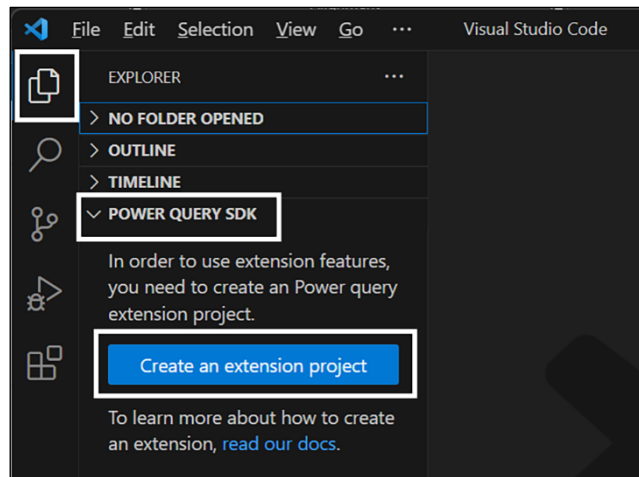 File Edit Selection View Go ··· Visual Studio Code
EXPLORER ···
NO FOLDER OPENED
OUTLINE
TIMELINE
POWER QUERY SDK
In order to use extension features,
you need to create an Power query
extension project.
Create an extension project
To learn more about how to create
an extension, read our docs.